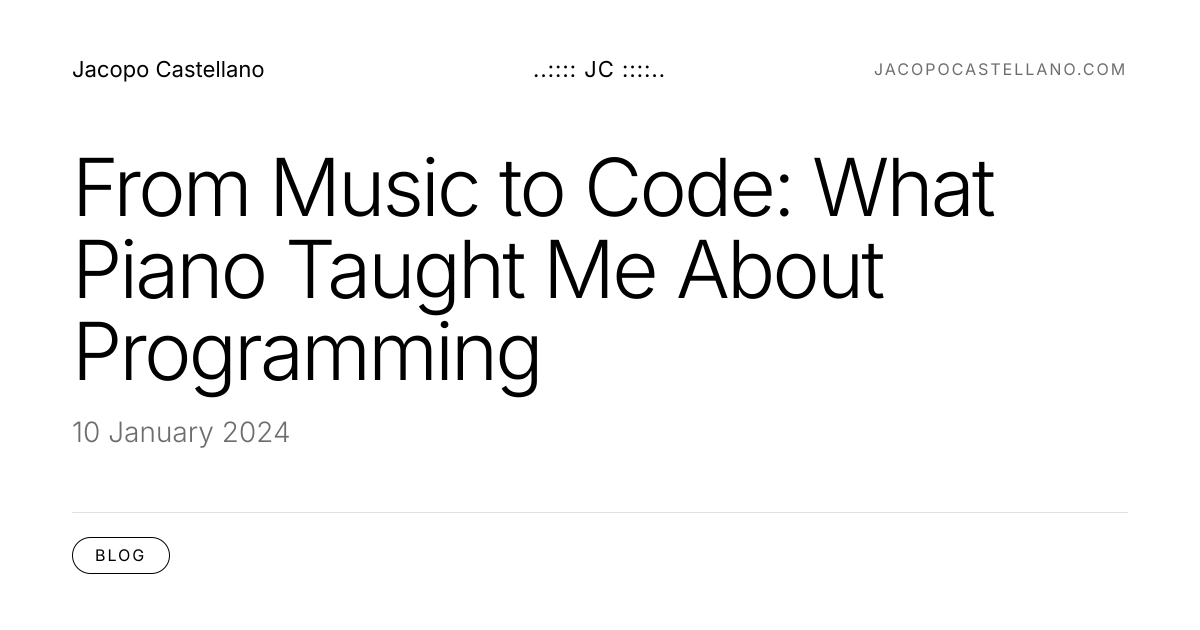 Jacopo Castellano
..:::: JC ::::..
JACOPOCASTELLANO.COM
From Music to Code: What
Piano Taught Me About
Programming
10 January 2024
BLOG